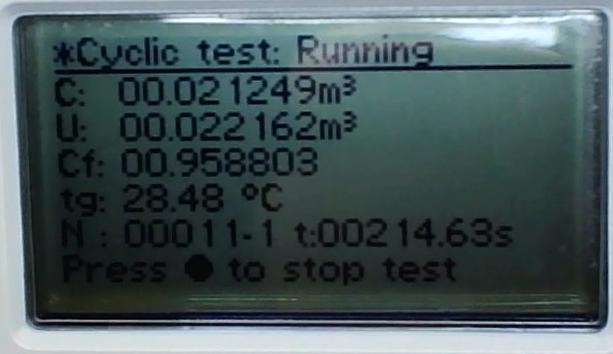 *Cyclic test: Running
C: 00.021249m³
U: 00.022162m³
Cf: 00.958803
tg: 28.48 °C
N : 00011-1 t:00214.63s
Press ● to stop test